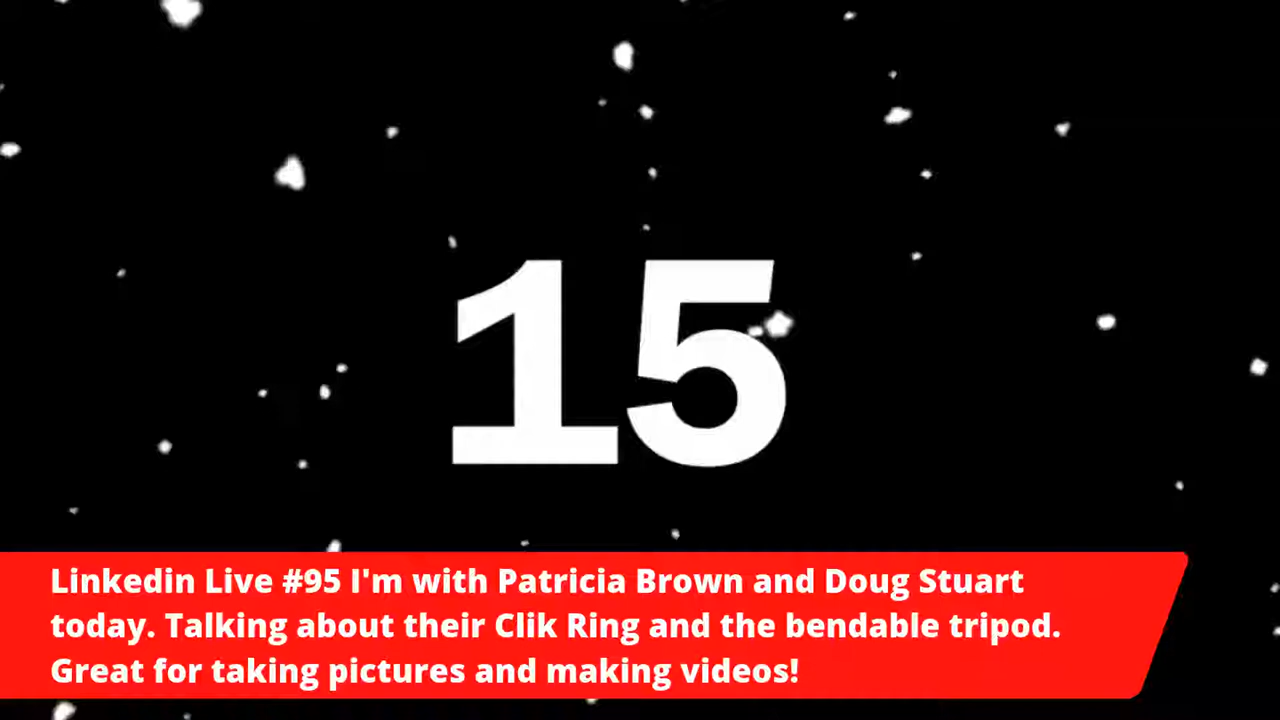 15
Linkedin Live #95 I'm with Patricia Brown and Doug Stuart
today. Talking about their Clik Ring and the bendable tripod.
Great for taking pictures and making videos!